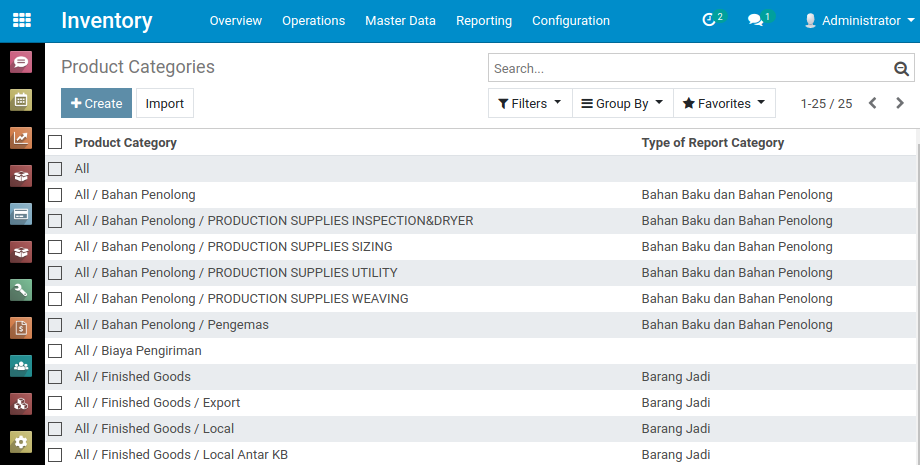 Inventory Overview Operations Master Data Reporting Configuration 2 1 Administrator
Product Categories Search...
Create Import Filters Group By Favorites 1-25 / 25
Product Category Type of Report Category
All
All / Bahan Penolong Bahan Baku dan Bahan Penolong
All / Bahan Penolong / PRODUCTION SUPPLIES INSPECTION&DRYER Bahan Baku dan Bahan Penolong
All / Bahan Penolong / PRODUCTION SUPPLIES SIZING Bahan Baku dan Bahan Penolong
All / Bahan Penolong / PRODUCTION SUPPLIES UTILITY Bahan Baku dan Bahan Penolong
All / Bahan Penolong / PRODUCTION SUPPLIES WEAVING Bahan Baku dan Bahan Penolong
All / Bahan Penolong / Pengemas Bahan Baku dan Bahan Penolong
All / Biaya Pengiriman
All / Finished Goods Barang Jadi
All / Finished Goods / Export Barang Jadi
All / Finished Goods / Local Barang Jadi
All / Finished Goods / Local Antar KB Barang Jadi